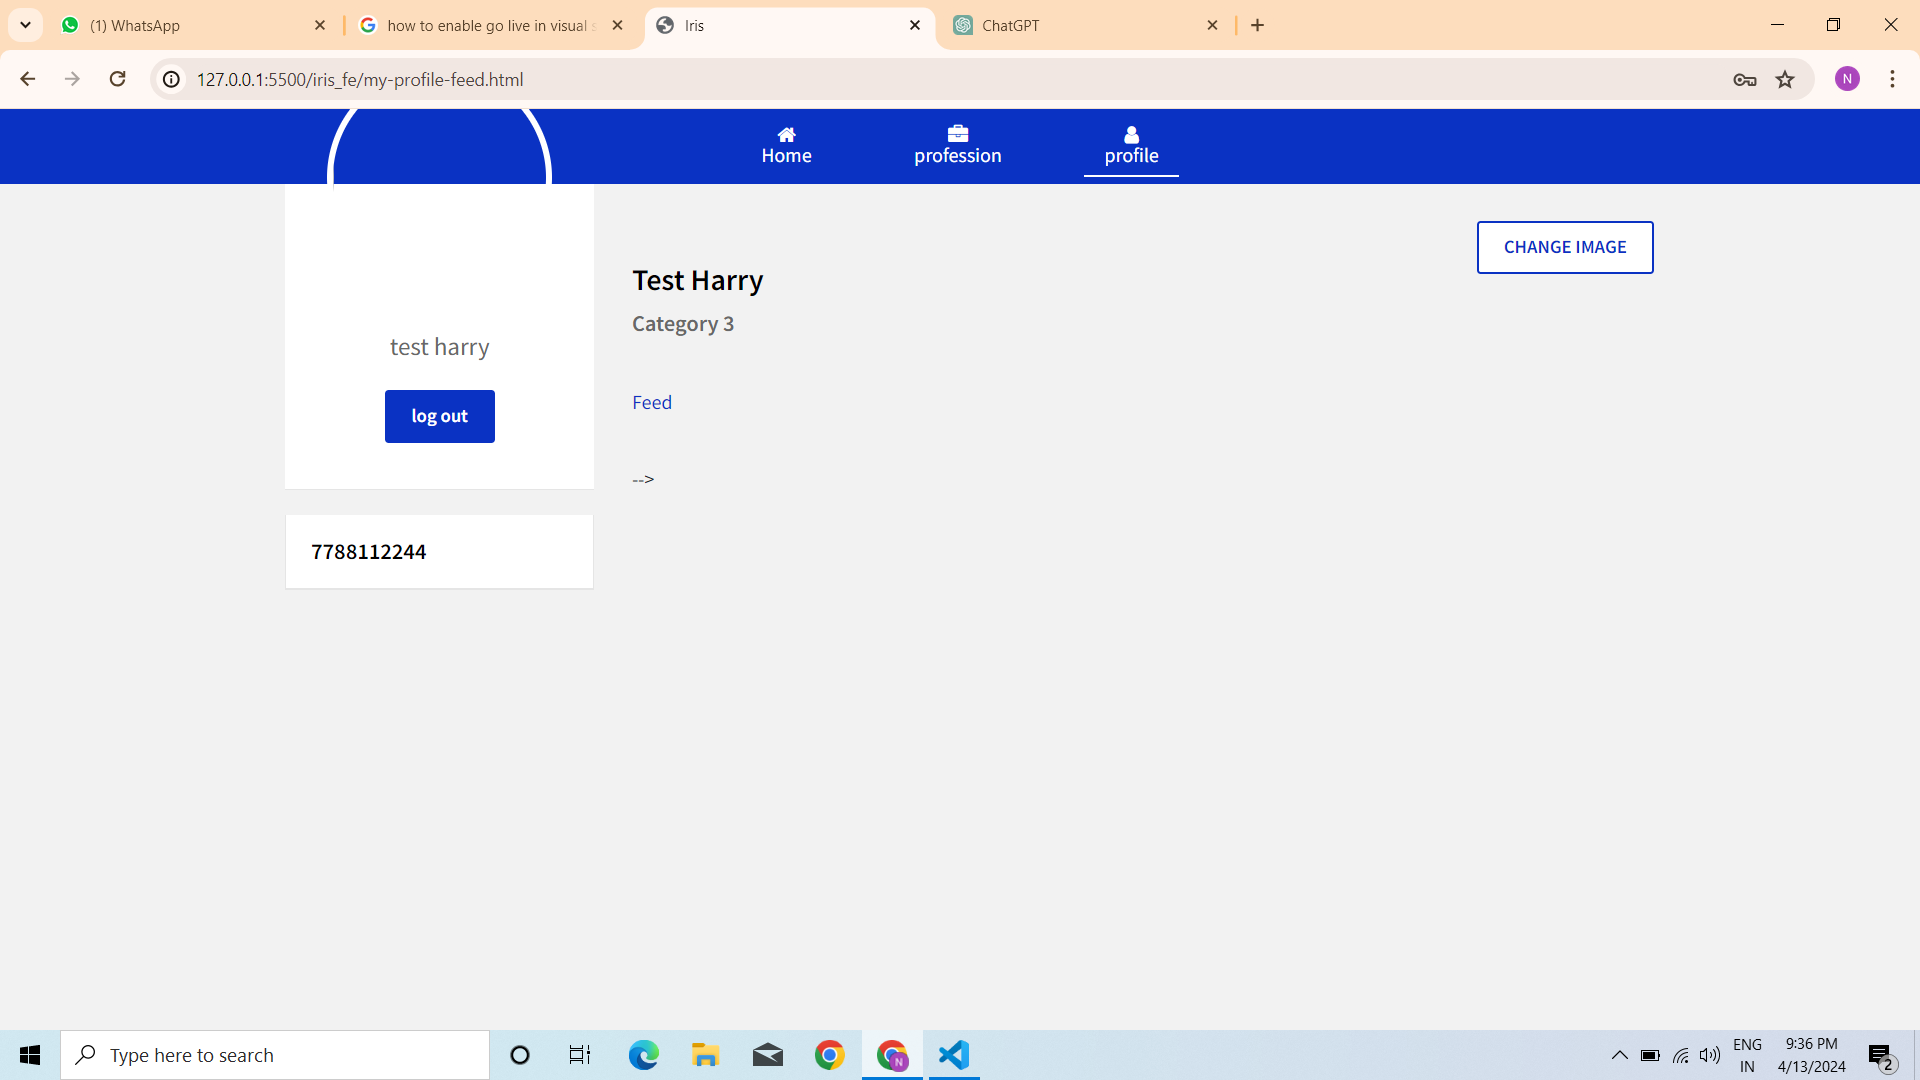 (1) WhatsApp
how to enable go live in visual s
Iris
ChatGPT
127.0.0.1:5500/iris_fe/my-profile-feed.html
N
Home
profession
profile
CHANGE IMAGE
Test Harry
Category 3
test harry
log out
Feed
-->
7788112244
Type here to search
N
ENG
IN
9:36 PM
4/13/2024
2